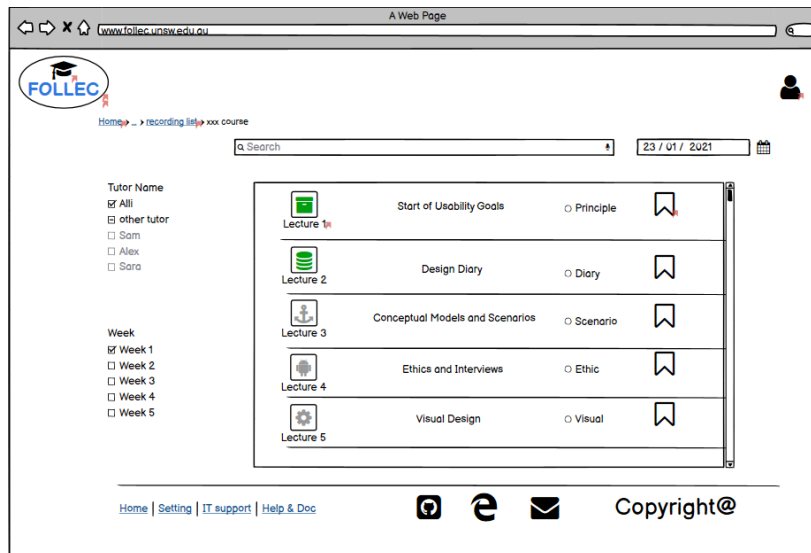 A Web Page
www.follec.unsw.edu.au
FOLLEC
Home > ... > recording list > xxx course
Search
23 / 01 / 2021
Tutor Name
Alli
other tutor
Sam
Alex
Sara
Week
Week 1
Week 2
Week 3
Week 4
Week 5
Lecture 1
Start of Usability Goals
Principle
Lecture 2
Design Diary
Diary
Lecture 3
Conceptual Models and Scenarios
Scenario
Lecture 4
Ethics and Interviews
Ethic
Lecture 5
Visual Design
Visual
Home | Setting | IT support | Help & Doc
Copyright@